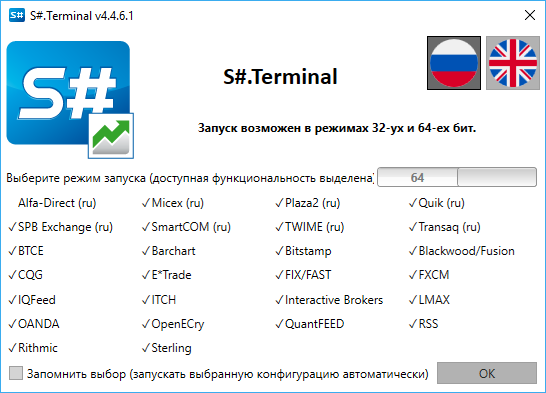 S# S#.Terminal v4.4.6.1
S#
S#.Terminal
Запуск возможен в режимах 32-ух и 64-ех бит.
Выберите режим запуска (доступная функциональность выделена)
64
Alfa-Direct (ru) ✓Micex (ru) ✓Plaza2 (ru) ✓Quik (ru)
✓SPB Exchange (ru) ✓SmartCOM (ru) ✓TWIME (ru) ✓Transaq (ru)
✓BTCE ✓Barchart ✓Bitstamp ✓Blackwood/Fusion
✓CQG ✓E*Trade ✓FIX/FAST ✓FXCM
✓IQFeed ✓ITCH ✓Interactive Brokers ✓LMAX
✓OANDA ✓OpenECry ✓QuantFEED ✓RSS
✓Rithmic ✓Sterling
Запомнить выбор (запускать выбранную конфигурацию автоматически)
OK